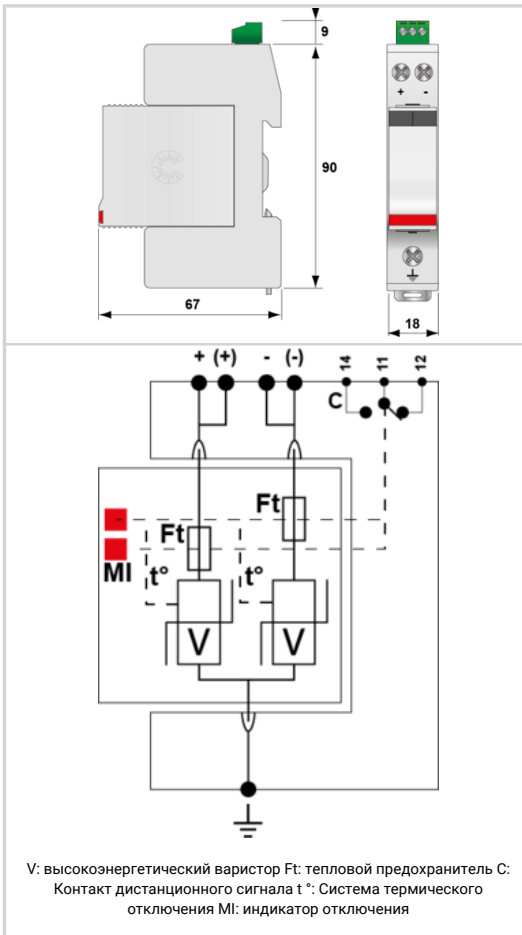 9
+ -
90
67
18
+ (+) - (-) 14 11 12
C
Ft
Ft
MI t° t°
V V
V: высокоэнергетический варистор Ft: тепловой предохранитель C:
Контакт дистанционного сигнала t °: Система термического
отключения MI: индикатор отключения